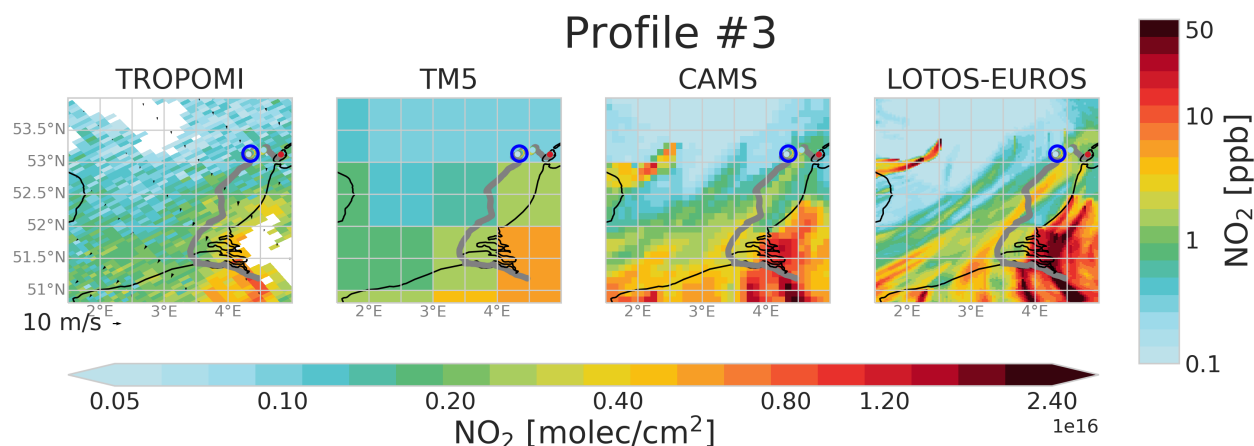 Profile #3
TROPOMI TM5 CAMS LOTOS-EUROS
53.5°N
53°N
52.5°N
52°N
51.5°N
51°N
2°E 3°E 4°E 2°E 3°E 4°E 2°E 3°E 4°E 2°E 3°E 4°E
10 m/s
50
10
1
0.1
NO₂ [ppb]
0.05 0.10 0.20 0.40 0.80 1.20 2.40
1e16
NO₂ [molec/cm²]